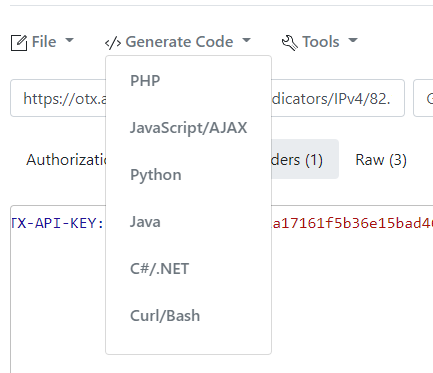 File Generate Code Tools
PHP
https://otx.a dicators/IPv4/82. G
JavaScript/AJAX
Authorizatio ders (1) Raw (3)
Python
TX-API-KEY: a17161f5b36e15bad4
Java
C#/.NET
Curl/Bash